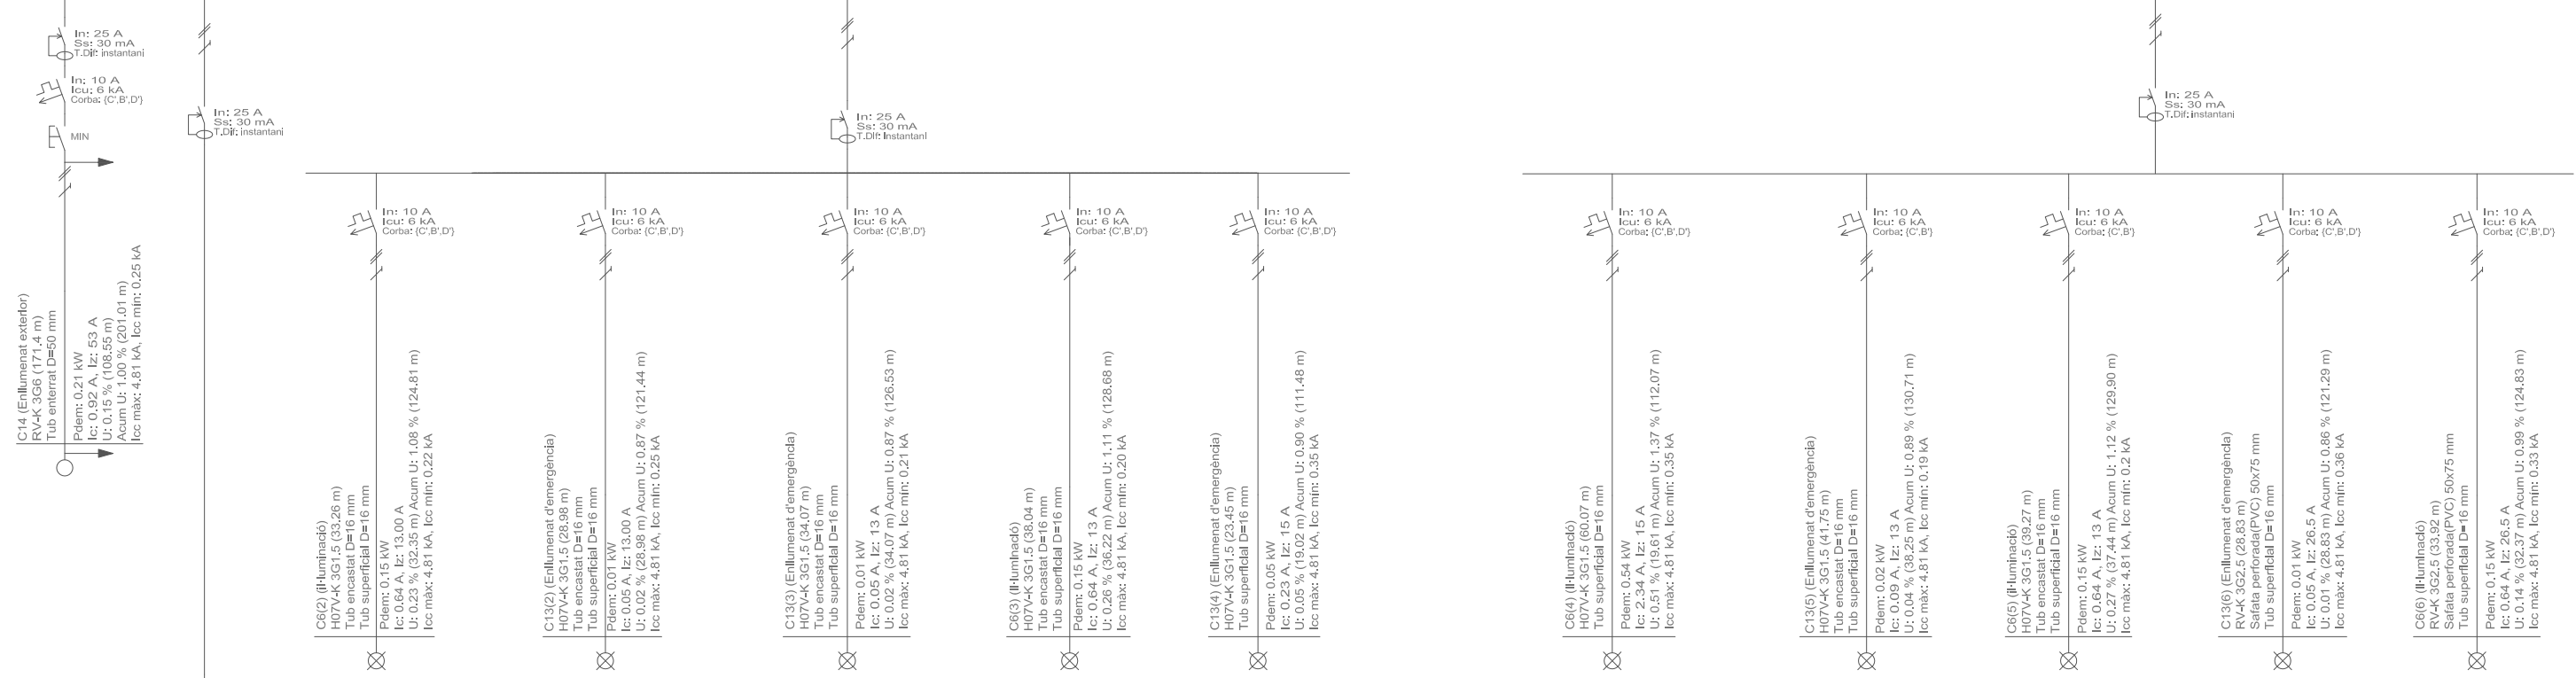 In: 25 A
Ss: 30 mA
T.Dif: instantani
In: 10 A
Icu: 6 kA
Corba: {C',B',D'}
MIN
C14 (Enllumenat exterior)
RV-K 3G6 (171.4 m)
Tub enterrat D=50 mm
Pdem: 0.21 kW
Ic: 0.92 A, Iz: 53 A
U: 0.15 % (108.55 m)
Acum U: 1.00 % (201.01 m)
Icc màx: 4.81 kA, Icc mín: 0.25 kA
In: 25 A
Ss: 30 mA
T.Dif: instantani
In: 25 A
Ss: 30 mA
T.Dif: instantani
In: 10 A
Icu: 6 kA
Corba: {C',B',D'}
C6(2) (il·luminació)
H07V-K 3G1.5 (33.26 m)
Tub encastat D=16 mm
Tub superficial D=16 mm
Pdem: 0.15 kW
Ic: 0.64 A, Iz: 13.00 A
U: 0.23 % (32.35 m) Acum U: 1.08 % (124.81 m)
Icc màx: 4.81 kA, Icc mín: 0.22 kA
In: 10 A
Icu: 6 kA
Corba: {C',B',D'}
C13(2) (Enllumenat d'emergència)
H07V-K 3G1.5 (28.98 m)
Tub encastat D=16 mm
Tub superficial D=16 mm
Pdem: 0.01 kW
Ic: 0.05 A, Iz: 13.00 A
U: 0.02 % (28.98 m) Acum U: 0.87 % (121.44 m)
Icc màx: 4.81 kA, Icc mín: 0.25 kA
In: 10 A
Icu: 6 kA
Corba: {C',B',D'}
C13(3) (Enllumenat d'emergència)
H07V-K 3G1.5 (34.07 m)
Tub encastat D=16 mm
Tub superficial D=16 mm
Pdem: 0.01 kW
Ic: 0.05 A, Iz: 13 A
U: 0.02 % (34.07 m) Acum U: 0.87 % (126.53 m)
Icc màx: 4.81 kA, Icc mín: 0.21 kA
In: 10 A
Icu: 6 kA
Corba: {C',B',D'}
C6(3) (il·luminació)
H07V-K 3G1.5 (38.04 m)
Tub encastat D=16 mm
Tub superficial D=16 mm
Pdem: 0.15 kW
Ic: 0.64 A, Iz: 13 A
U: 0.26 % (36.22 m) Acum U: 1.11 % (128.68 m)
Icc màx: 4.81 kA, Icc mín: 0.20 kA
In: 10 A
Icu: 6 kA
Corba: {C',B',D'}
C13(4) (Enllumenat d'emergència)
H07V-K 3G1.5 (23.45 m)
Tub superficial D=16 mm
Pdem: 0.05 kW
Ic: 0.23 A, Iz: 15 A
U: 0.05 % (19.02 m) Acum U: 0.90 % (111.48 m)
Icc màx: 4.81 kA, Icc mín: 0.35 kA
In: 25 A
Ss: 30 mA
T.Dif: instantani
In: 10 A
Icu: 6 kA
Corba: {C',B',D'}
C6(4) (il·luminació)
H07V-K 3G1.5 (60.07 m)
Tub superficial D=16 mm
Pdem: 0.54 kW
Ic: 2.34 A, Iz: 15 A
U: 0.51 % (19.61 m) Acum U: 1.37 % (112.07 m)
Icc màx: 4.81 kA, Icc mín: 0.35 kA
In: 10 A
Icu: 6 kA
Corba: {C',B'}
C13(5) (Enllumenat d'emergència)
H07V-K 3G1.5 (41.75 m)
Tub encastat D=16 mm
Tub superficial D=16 mm
Pdem: 0.02 kW
Ic: 0.09 A, Iz: 13 A
U: 0.04 % (38.25 m) Acum U: 0.89 % (130.71 m)
Icc màx: 4.81 kA, Icc mín: 0.19 kA
In: 10 A
Icu: 6 kA
Corba: {C',B'}
C6(5) (il·luminació)
H07V-K 3G1.5 (39.27 m)
Tub encastat D=16 mm
Tub superficial D=16 mm
Pdem: 0.15 kW
Ic: 0.64 A, Iz: 13 A
U: 0.27 % (37.44 m) Acum U: 1.12 % (129.90 m)
Icc màx: 4.81 kA, Icc mín: 0.2 kA
In: 10 A
Icu: 6 kA
Corba: {C',B',D'}
C13(6) (Enllumenat d'emergència)
RV-K 3G2.5 (28.83 m)
Safata perforada(PVC) 50x75 mm
Tub superficial D=16 mm
Pdem: 0.01 kW
Ic: 0.05 A, Iz: 26.5 A
U: 0.01 % (28.83 m) Acum U: 0.86 % (121.29 m)
Icc màx: 4.81 kA, Icc mín: 0.36 kA
In: 10 A
Icu: 6 kA
Corba: {C',B',D'}
C6(6) (il·luminació)
RV-K 3G2.5 (33.92 m)
Safata perforada(PVC) 50x75 mm
Tub superficial D=16 mm
Pdem: 0.15 kW
Ic: 0.64 A, Iz: 26.5 A
U: 0.14 % (32.37 m) Acum U: 0.99 % (124.83 m)
Icc màx: 4.81 kA, Icc mín: 0.33 kA